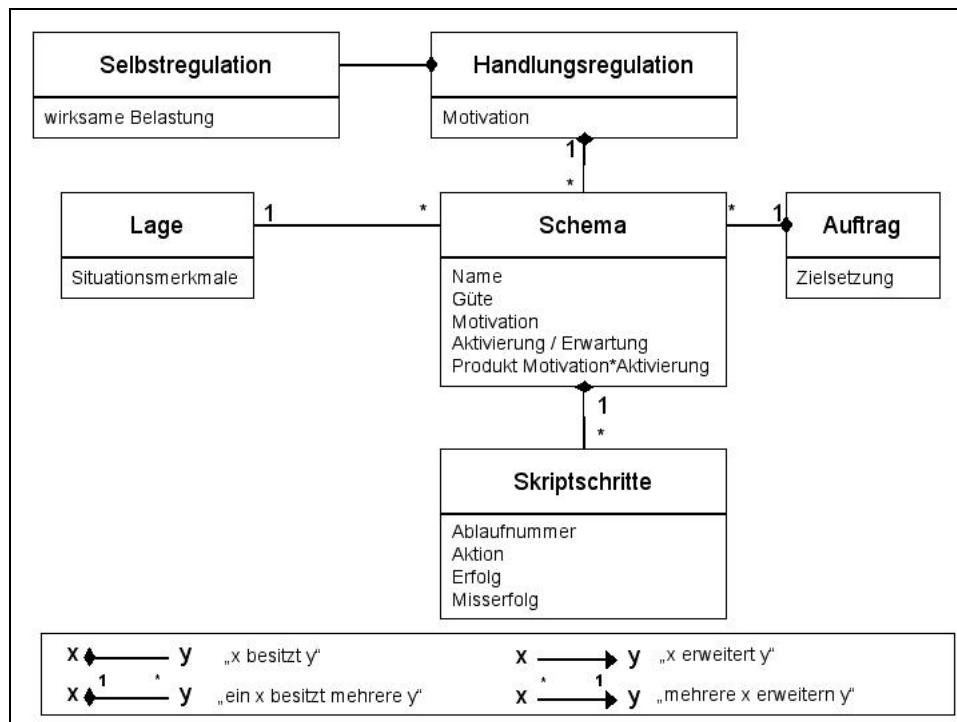 Selbstregulation
wirksame Belastung
Handlungsregulation
Motivation
1
*
Lage
Situationsmerkmale
1
*
Schema
Name
Güte
Motivation
Aktivierung / Erwartung
Produkt Motivation*Aktivierung
*
1
Auftrag
Zielsetzung
1
*
Skriptschritte
Ablaufnummer
Aktion
Erfolg
Misserfolg
x y „x besitzt y“
x 1 * y „ein x besitzt mehrere y“
x y „x erweitert y“
x * 1 y „mehrere x erweitern y“